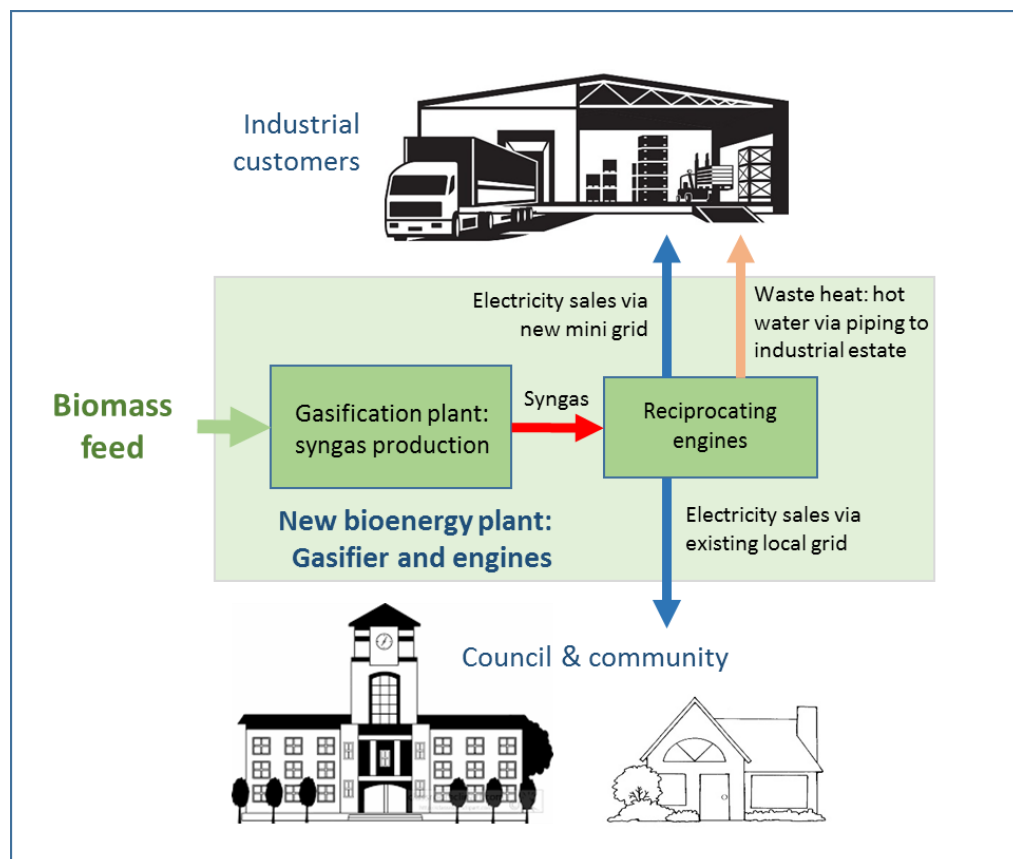 Industrial
customers
Electricity sales via
new mini grid
Waste heat: hot
water via piping to
industrial estate
Biomass
feed
Gasification plant:
syngas production
Syngas
Reciprocating
engines
New bioenergy plant:
Gasifier and engines
Electricity sales via
existing local grid
Council & community